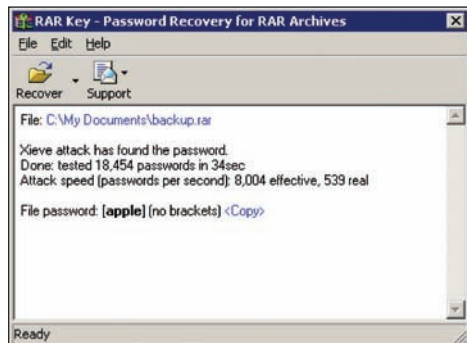 RAR Key - Password Recovery for RAR Archives
File Edit Help
Recover Support
File: C:\My Documents\backup.rar
Xieve attack has found the password.
Done: tested 18,454 passwords in 34sec
Attack speed (passwords per second): 8,004 effective, 539 real
File password: [apple] (no brackets) <Copy>
Ready